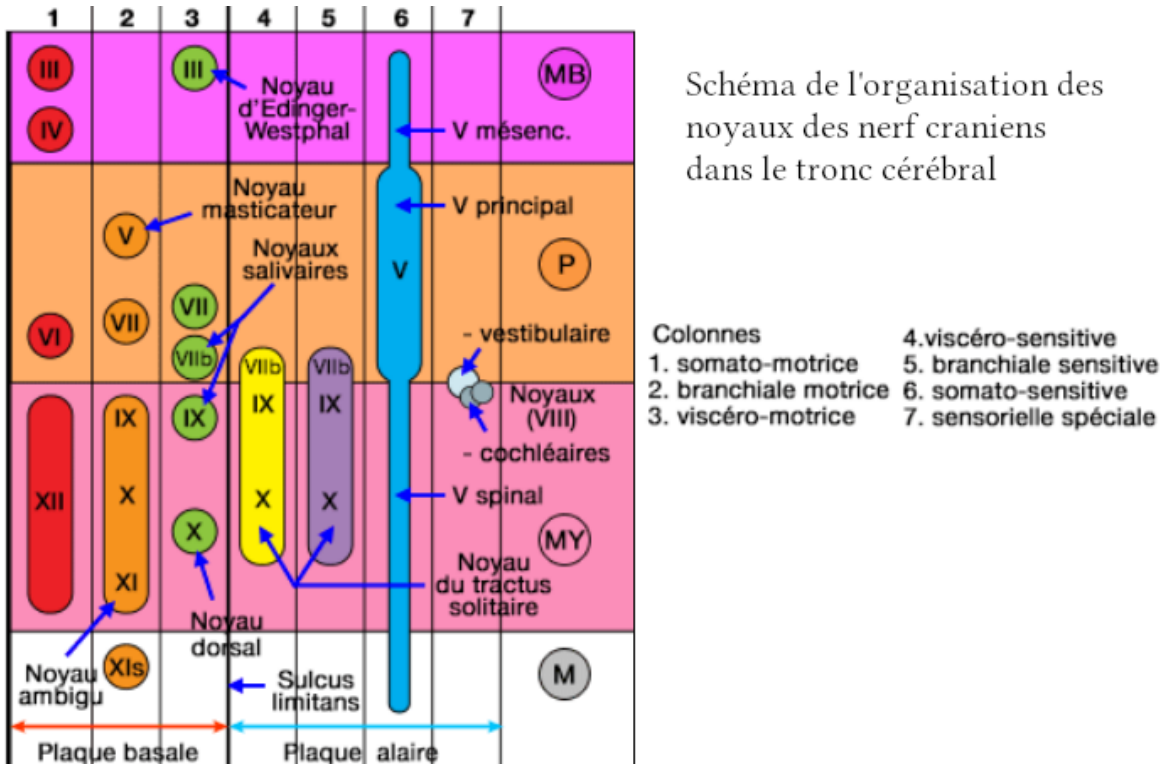 1 2 3 4 5 6 7
III
III
MB
Noyau
d'Edinger-
Westphal
IV
V mésenc.
Schéma de l'organisation des
noyaux des nerf craniens
dans le tronc cérébral
Noyau
masticateur
V
V principal
Noyaux
salivaires
V
P
VII
VII
VI
VIIb
- vestibulaire
VIIb
VIIb
IX
IX
IX
IX
Noyaux
(VIII)
- cochléaires
XII
X
X
X
V spinal
X
MY
XI
Noyau
du tractus
solitaire
Noyau
dorsal
Noyau
ambigu
XIs
Sulcus
limitans
M
Plaque basale
Plaque alaire
Colonnes
1. somato-motrice
2. branchiale motrice
3. viscéro-motrice
4.viscéro-sensitive
5. branchiale sensitive
6. somato-sensitive
7. sensorielle spéciale